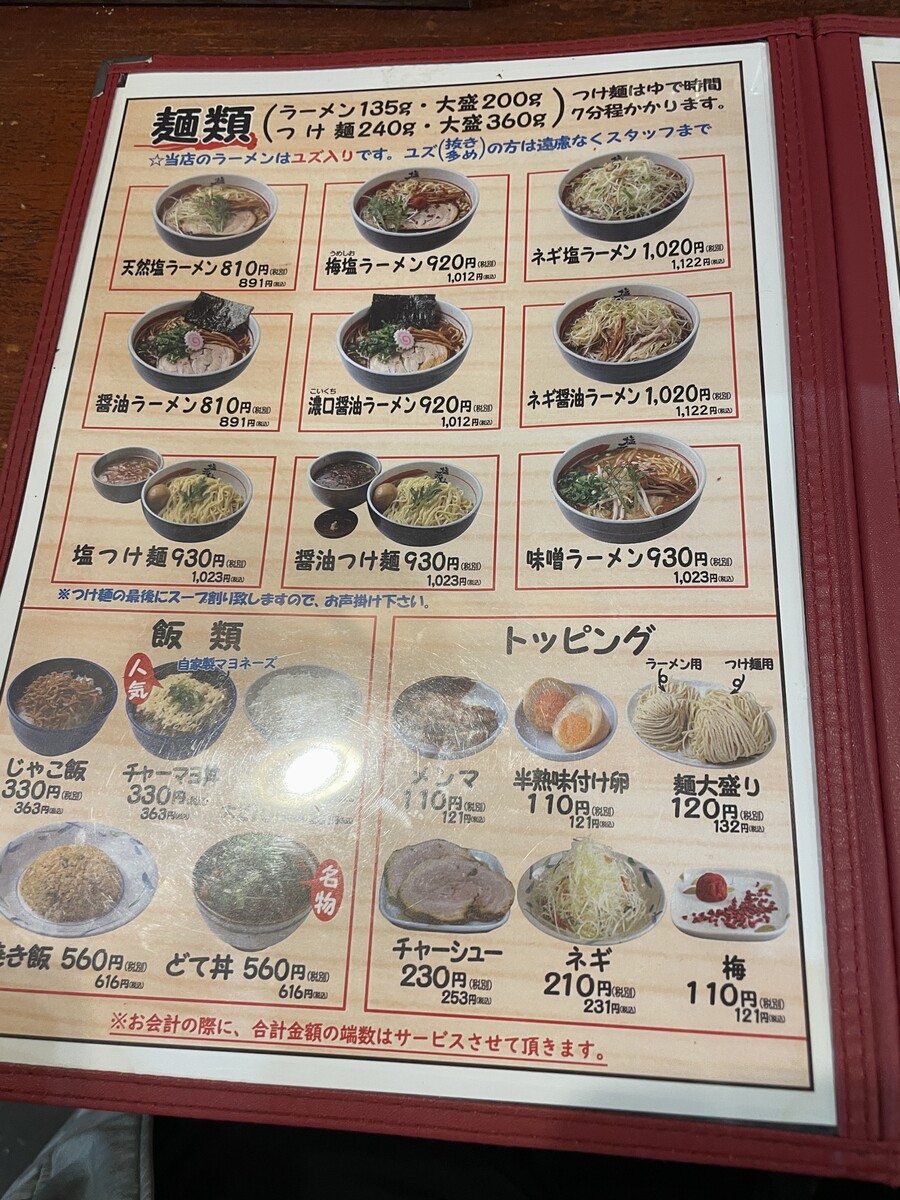 麺類
(ラーメン135g・大盛200g
つけ麺240g・大盛360g)
つけ麺はゆで時間
7分程かかります。
☆当店のラーメンはユズ入りです。ユズ(抜き 多め)の方は遠慮なくスタッフまで
天然塩ラーメン810円(税別)
891円(税込)
うめしお
梅塩ラーメン920円(税別)
1,012円(税込)
ネギ塩ラーメン1,020円(税別)
1,122円(税込)
醤油ラーメン810円(税別)
891円(税込)
こいくち
濃口醤油ラーメン920円(税別)
1,012円(税込)
ネギ醤油ラーメン1,020円(税別)
1,122円(税込)
塩つけ麺930円(税別)
1,023円(税込)
醤油つけ麺930円(税別)
1,023円(税込)
味噌ラーメン930円(税別)
1,023円(税込)
※つけ麺の最後にスープ割り致しますので、お声掛け下さい。
飯類
人気
自家製マヨネーズ
じゃこ飯
330円(税別)
363円(税込)
チャーマヨ丼
330円(税別)
363円(税込)
き飯 560円(税別)
616円(税込)
名物
どて丼 560円(税別)
616円(税込)
トッピング
ラーメン用
つけ麺用
メンマ
110円(税別)
121円(税込)
半熟味付け卵
110円(税別)
121円(税込)
麺大盛り
120円(税別)
132円(税込)
チャーシュー
230円(税別)
253円(税込)
ネギ
210円(税別)
231円(税込)
梅
110円(税別)
121円(税込)
※お会計の際に、合計金額の端数はサービスさせて頂きます。